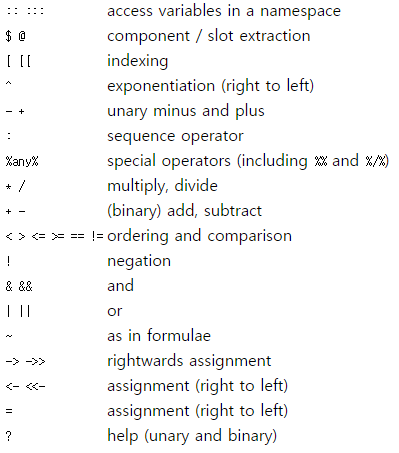 :: ::: access variables in a namespace
$ @ component / slot extraction
[ [[ indexing
^ exponentiation (right to left)
- + unary minus and plus
: sequence operator
%any% special operators (including %% and %/%)
* / multiply, divide
+ - (binary) add, subtract
< > <= >= == != ordering and comparison
! negation
& && and
| || or
~ as in formulae
-> ->> rightwards assignment
<- <<- assignment (right to left)
= assignment (right to left)
? help (unary and binary)